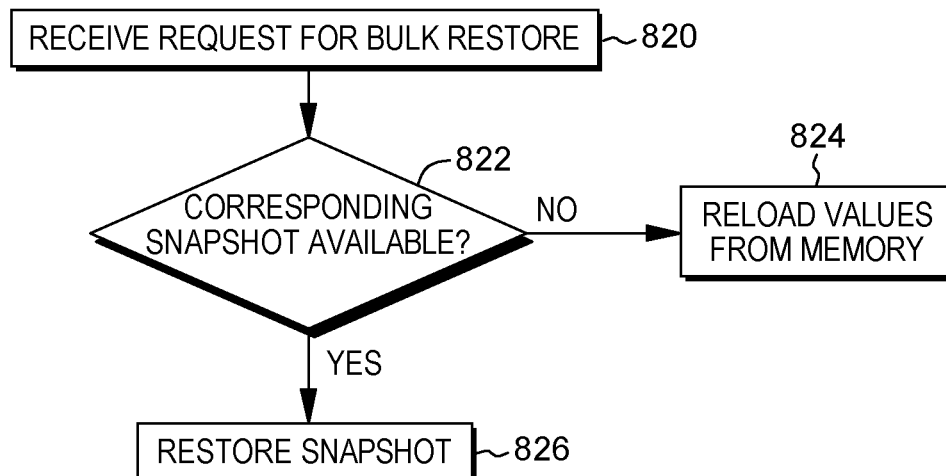 RECEIVE REQUEST FOR BULK RESTORE
820
822
CORRESPONDING
SNAPSHOT AVAILABLE?
NO
824
RELOAD VALUES
FROM MEMORY
YES
RESTORE SNAPSHOT
826